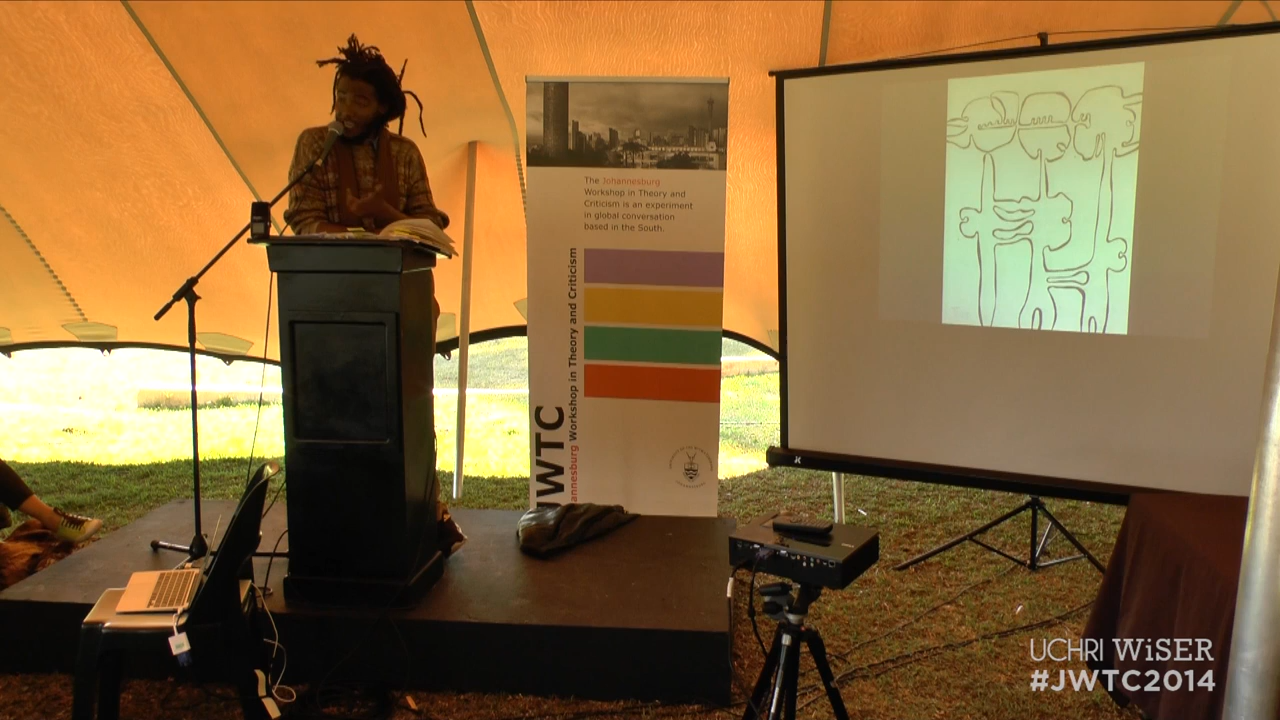 The Johannesburg
Workshop in Theory and
Criticism is an experiment
in global conversation
based in the South.
JWTC
Johannesburg Workshop in Theory and Criticism
UCHRI WiSER
#JWTC2014